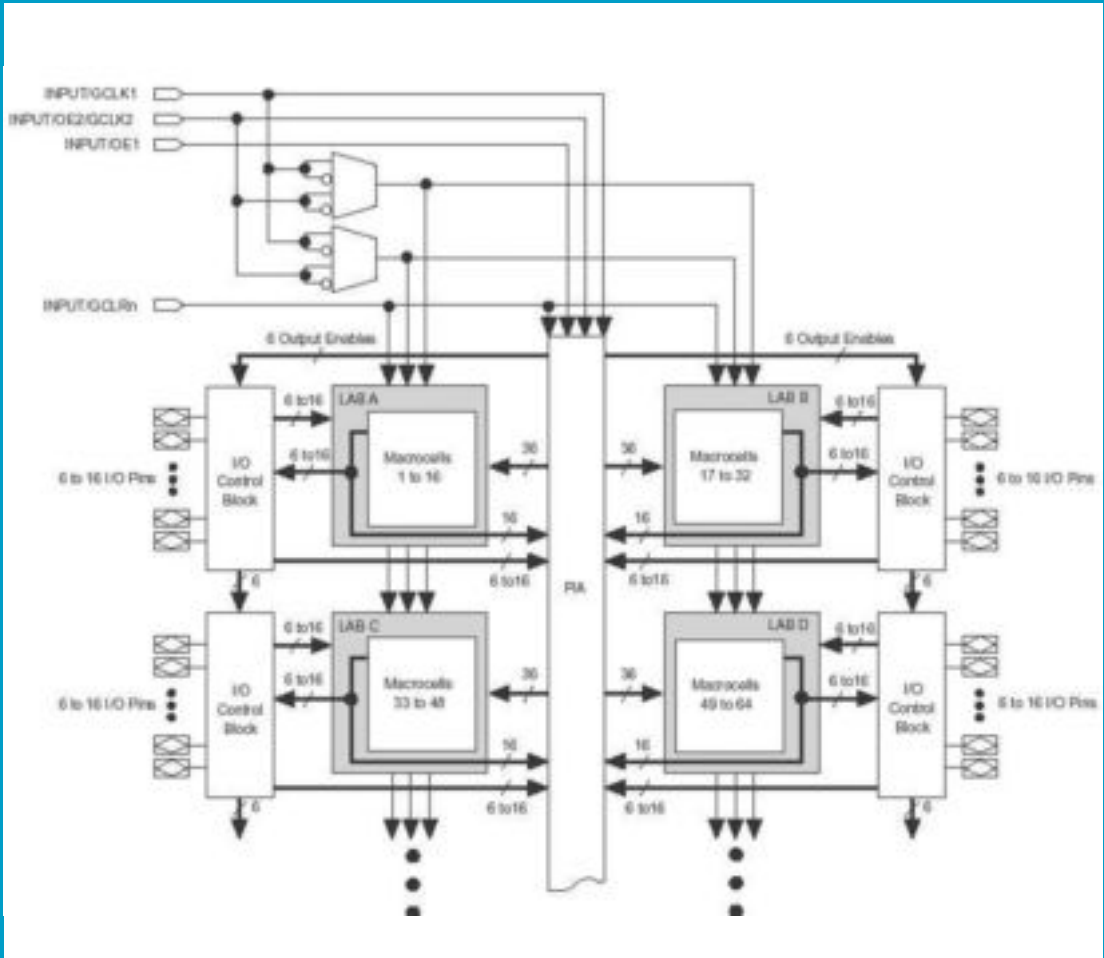 INPUT/GCLK1
INPUT/OE2/GCLK2
INPUT/OE1
INPUT/GCLRn
6 Output Enables
6 Output Enables
6 to16
LAB A
LAB B
6 to16
6 to16
Macrocells
1 to 16
36
36
Macrocells
17 to 32
6 to16
6 to 16 I/O Pins
I/O
Control
Block
I/O
Control
Block
6 to 16 I/O Pins
16
16
6 to16
6 to16
6
6
PIA
6 to16
LAB C
LAB D
6 to16
6 to16
Macrocells
33 to 48
36
36
Macrocells
49 to 64
6 to16
6 to 16 I/O Pins
I/O
Control
Block
I/O
Control
Block
6 to 16 I/O Pins
16
16
6 to16
6 to16
6
6